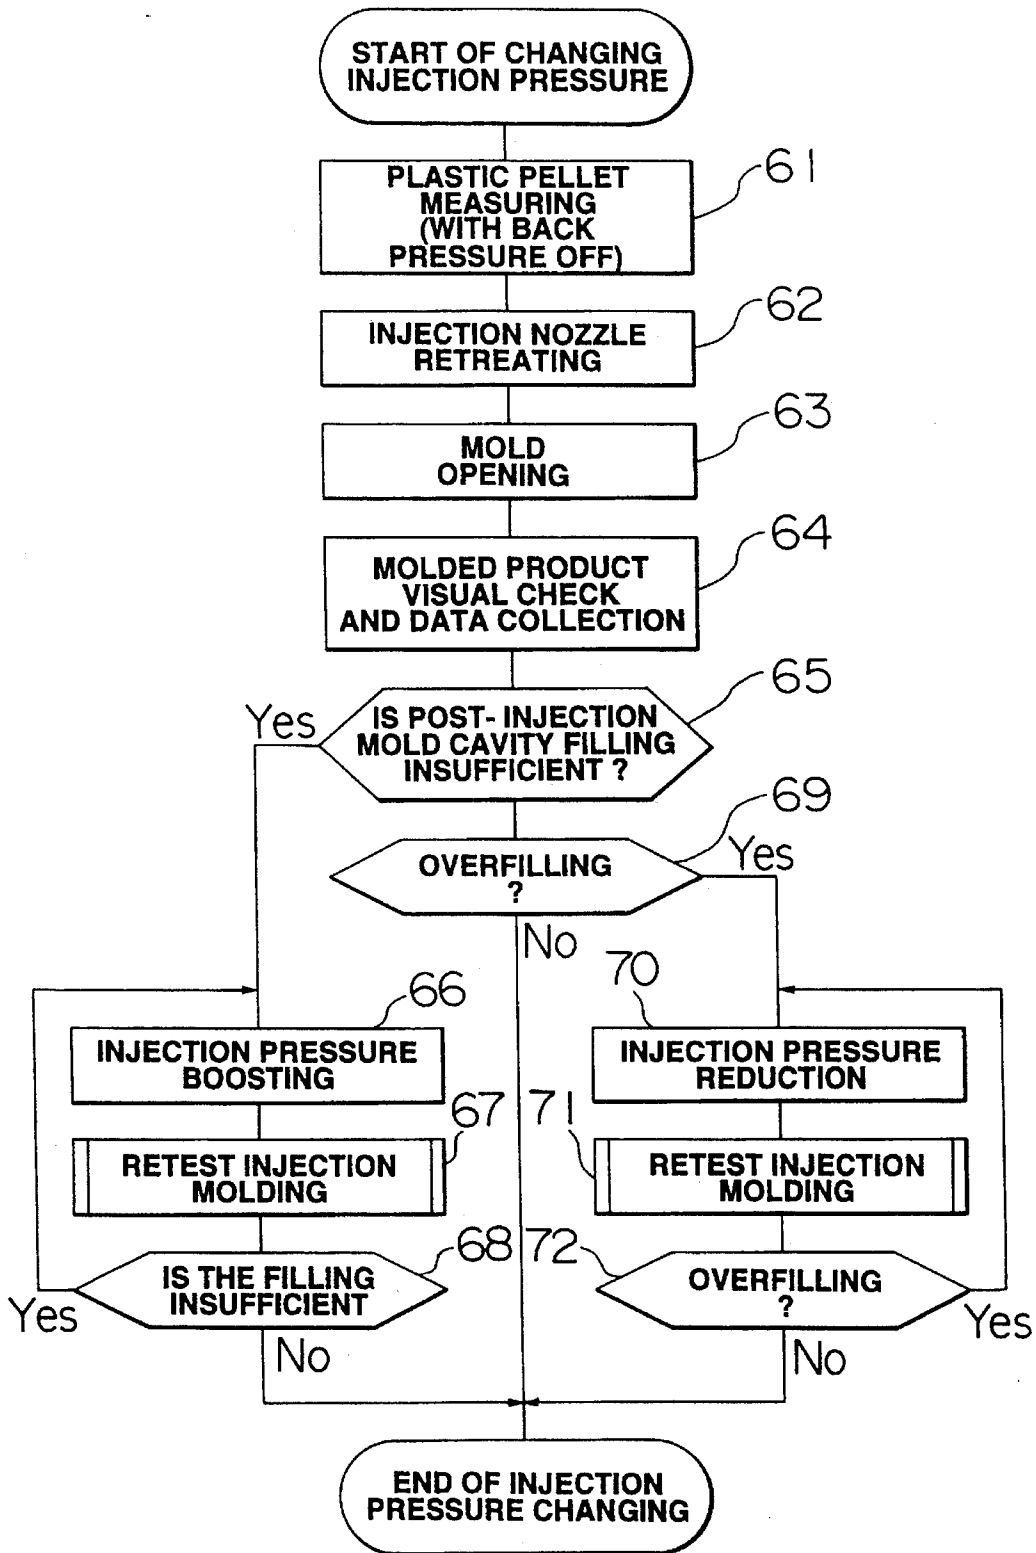 START OF CHANGING
INJECTION PRESSURE
61
PLASTIC PELLET
MEASURING
(WITH BACK
PRESSURE OFF)
62
INJECTION NOZZLE
RETREATING
63
MOLD
OPENING
64
MOLDED PRODUCT
VISUAL CHECK
AND DATA COLLECTION
65
Yes
IS POST- INJECTION
MOLD CAVITY FILLING
INSUFFICIENT ?
69
OVERFILLING
?
Yes
No
66
INJECTION PRESSURE
BOOSTING
70
INJECTION PRESSURE
REDUCTION
67
RETEST INJECTION
MOLDING
71
RETEST INJECTION
MOLDING
68
IS THE FILLING
INSUFFICIENT
Yes
No
72
OVERFILLING
?
Yes
No
END OF INJECTION
PRESSURE CHANGING